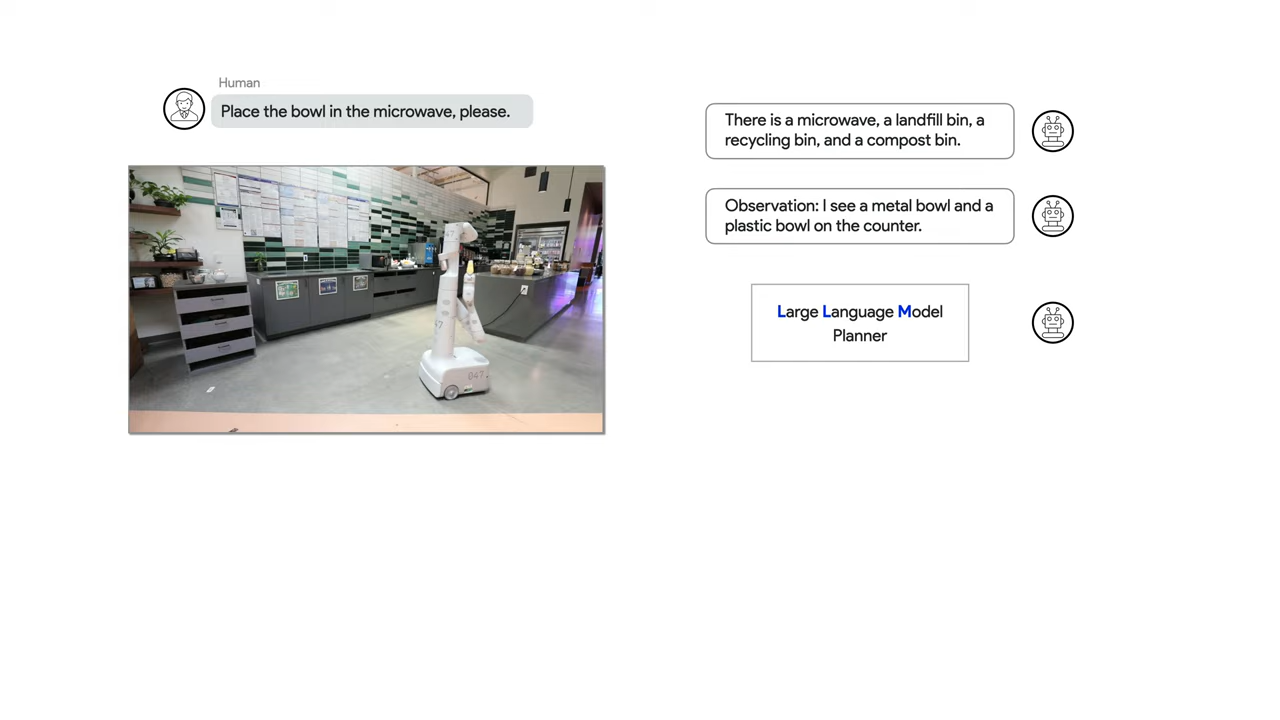 Human
Place the bowl in the microwave, please.
There is a microwave, a landfill bin, a
recycling bin, and a compost bin.
Observation: I see a metal bowl and a
plastic bowl on the counter.
Large Language Model
Planner
047